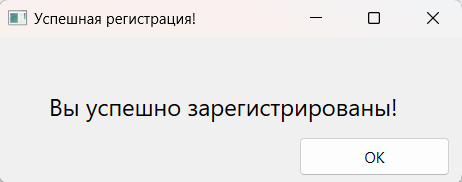 Успешная регистрация!
Вы успешно зарегистрированы!
OK